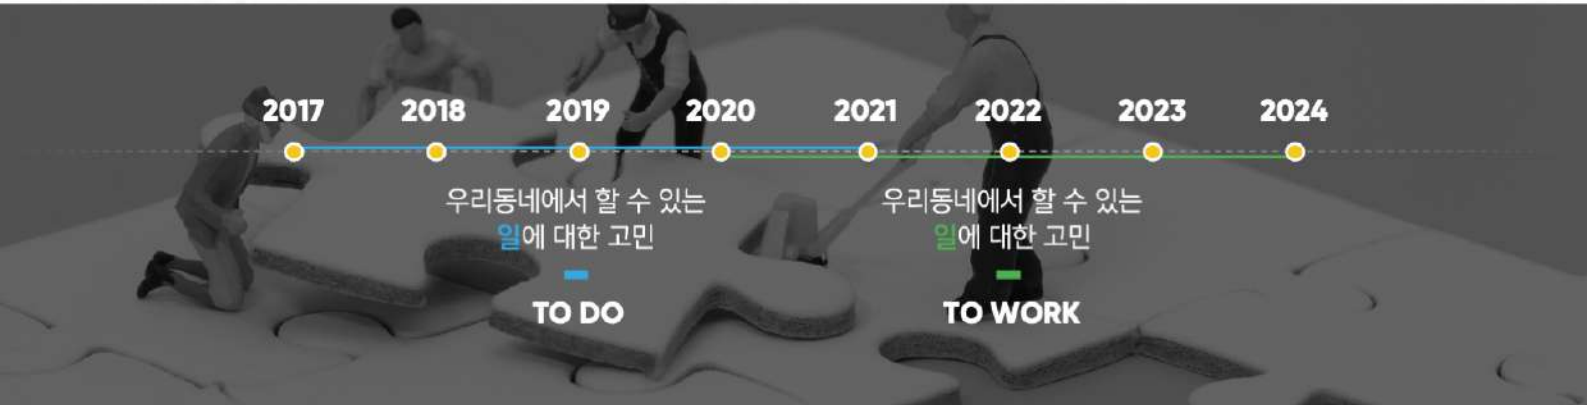 2017 2018 2019 2020 2021 2022 2023 2024
우리동네에서 할 수 있는
일에 대한 고민
TO DO
우리동네에서 할 수 있는
일에 대한 고민
TO WORK